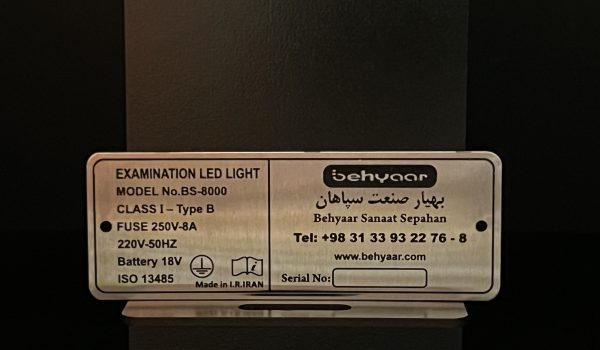 EXAMINATION LED LIGHT
MODEL No.BS-8000
CLASS I – Type B
FUSE 250V-8A
220V-50HZ
Battery 18V
ISO 13485
Made in I.R.IRAN
behyaar
بهیار صنعت سپاهان
Behyaar Sanaat Sepahan
Tel: +98 31 33 93 22 76 - 8
www.behyaar.com
Serial No: